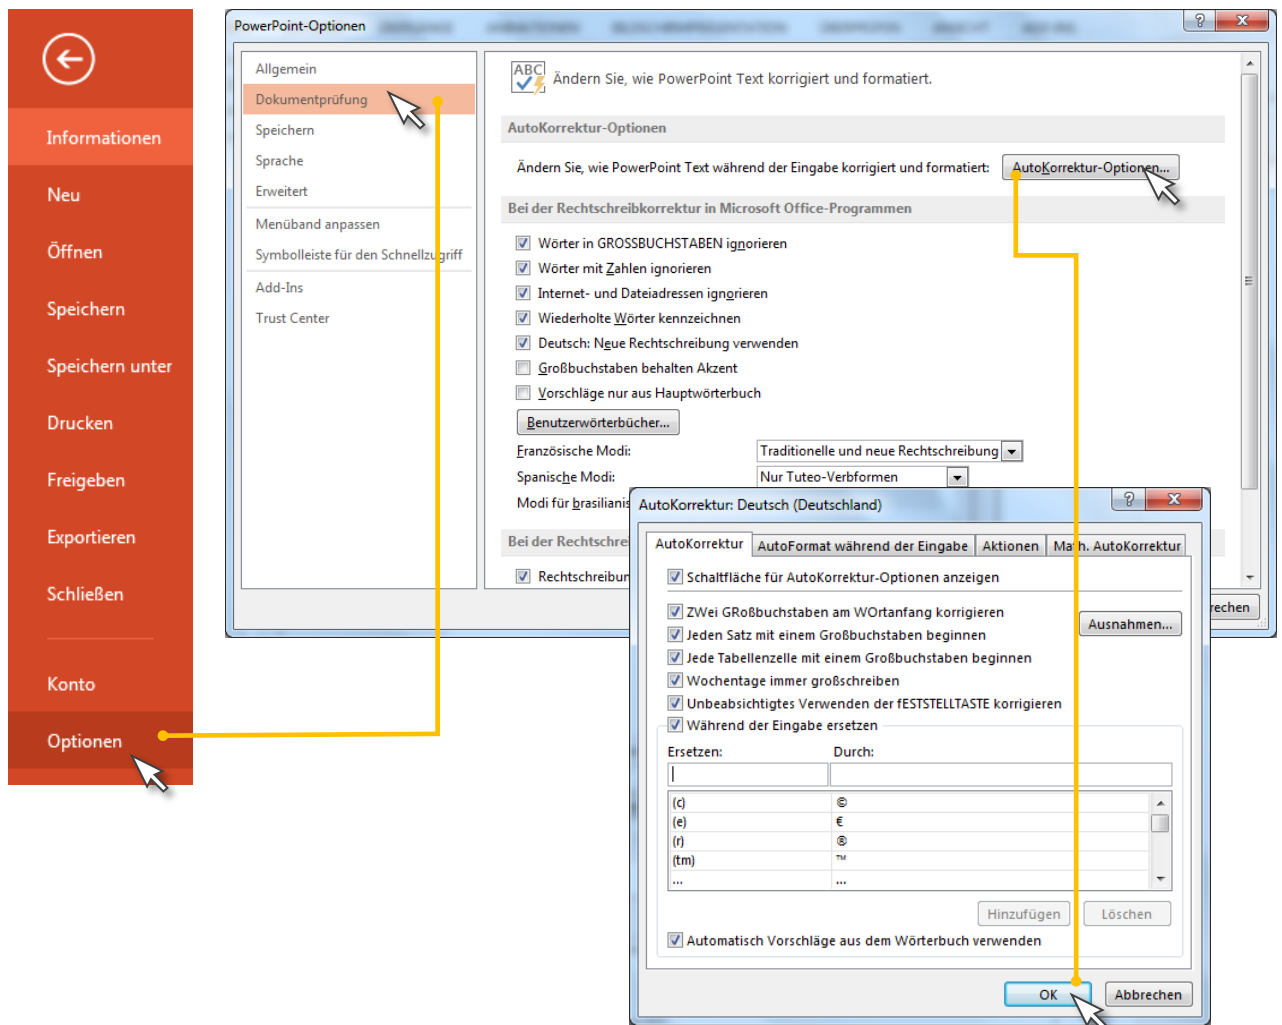 Informationen
Neu
Öffnen
Speichern
Speichern unter
Drucken
Freigeben
Exportieren
Schließen
Konto
Optionen
PowerPoint-Optionen
Allgemein
Dokumentprüfung
Speichern
Sprache
Erweitert
Menüband anpassen
Symbolleiste für den Schnellzugriff
Add-Ins
Trust Center
ABC
Ändern Sie, wie PowerPoint Text korrigiert und formatiert.
AutoKorrektur-Optionen
Ändern Sie, wie PowerPoint Text während der Eingabe korrigiert und formatiert: AutoKorrektur-Optionen...
Bei der Rechtschreibkorrektur in Microsoft Office-Programmen
Wörter in GROSSBUCHSTABEN ignorieren
Wörter mit Zahlen ignorieren
Internet- und Dateiadressen ignorieren
Wiederholte Wörter kennzeichnen
Deutsch: Neue Rechtschreibung verwenden
Großbuchstaben behalten Akzent
Vorschläge nur aus Hauptwörterbuch
Benutzerwörterbücher...
Französische Modi: Traditionelle und neue Rechtschreibung
Spanische Modi: Nur Tuteo-Verbformen
Modi für brasilianis
Bei der Rechtschrei
Rechtschreibun
rechen
AutoKorrektur: Deutsch (Deutschland)
AutoKorrektur AutoFormat während der Eingabe Aktionen Math. AutoKorrektur
Schaltfläche für AutoKorrektur-Optionen anzeigen
ZWei GRoßbuchstaben am WOrtanfang korrigieren
Ausnahmen...
Jeden Satz mit einem Großbuchstaben beginnen
Jede Tabellenzelle mit einem Großbuchstaben beginnen
Wochentage immer großschreiben
Unbeabsichtigtes Verwenden der fESTSTELLTASTE korrigieren
Während der Eingabe ersetzen
Ersetzen: Durch:
(c) ©
(e) €
(r) ®
(tm) ™
... ...
Hinzufügen Löschen
Automatisch Vorschläge aus dem Wörterbuch verwenden
OK Abbrechen